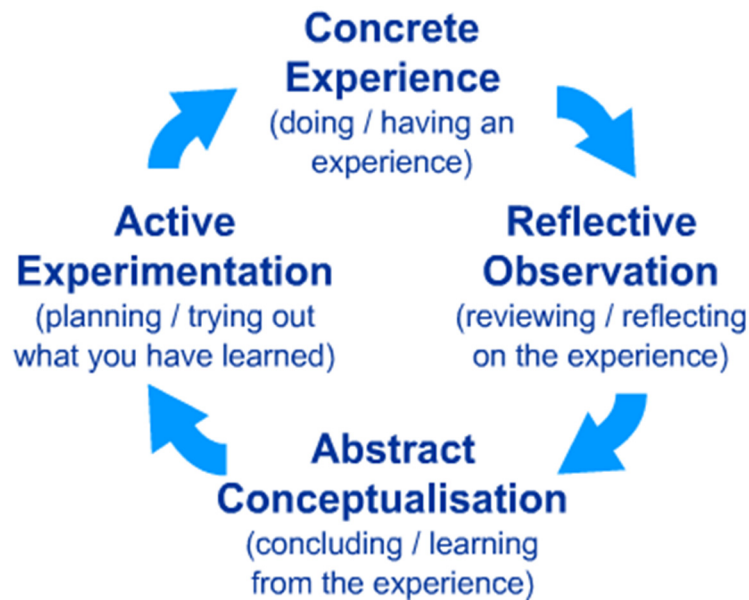 Concrete
Experience
(doing / having an
experience)
Reflective
Observation
(reviewing / reflecting
on the experience)
Abstract
Conceptualisation
(concluding / learning
from the experience)
Active
Experimentation
(planning / trying out
what you have learned)